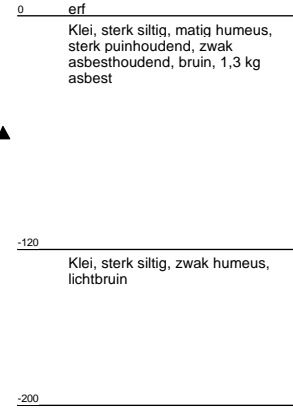 0 erf
Klei, sterk siltig, matig humeus,
sterk puinhoudend, zwak
asbesthoudend, bruin, 1,3 kg
asbest
-120
Klei, sterk siltig, zwak humeus,
lichtbruin
-200